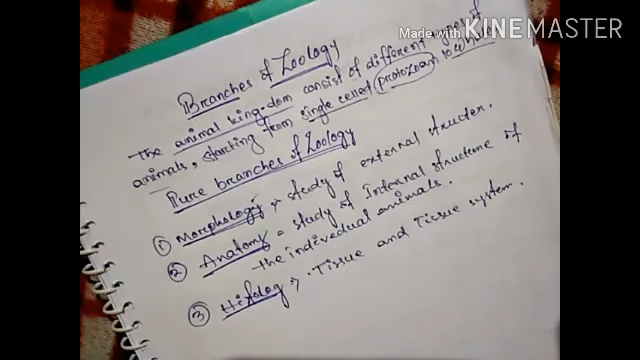 Made with KINEMASTER
Branches of Zoology
The animal king-dom consist of different types of
animals, starting from single celled protozoan to
Pure branches of Zoology
① Morphology → study of external structer.
② Anatomy = study of Internal structure of
the individual animals.
③ Histology → Tissue and Tissue system.